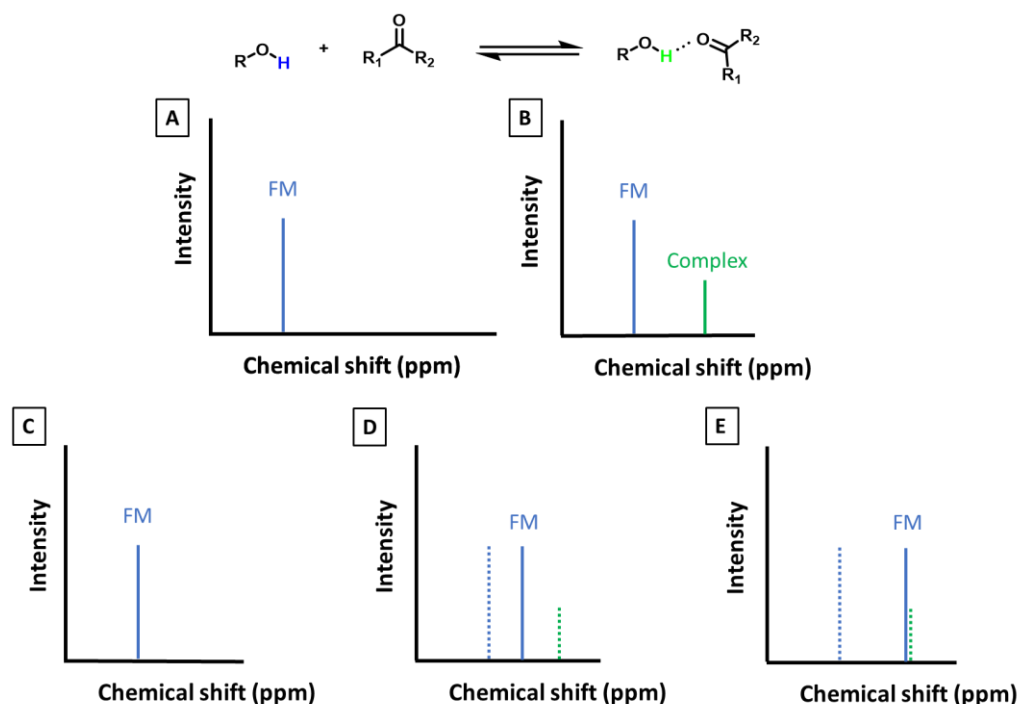 R O H + R₁ O R₂ R O H O R₂ R₁
A
Intensity
FM
Chemical shift (ppm)
B
Intensity
FM
Complex
Chemical shift (ppm)
C
Intensity
FM
Chemical shift (ppm)
D
Intensity
FM
Chemical shift (ppm)
E
Intensity
FM
Chemical shift (ppm)